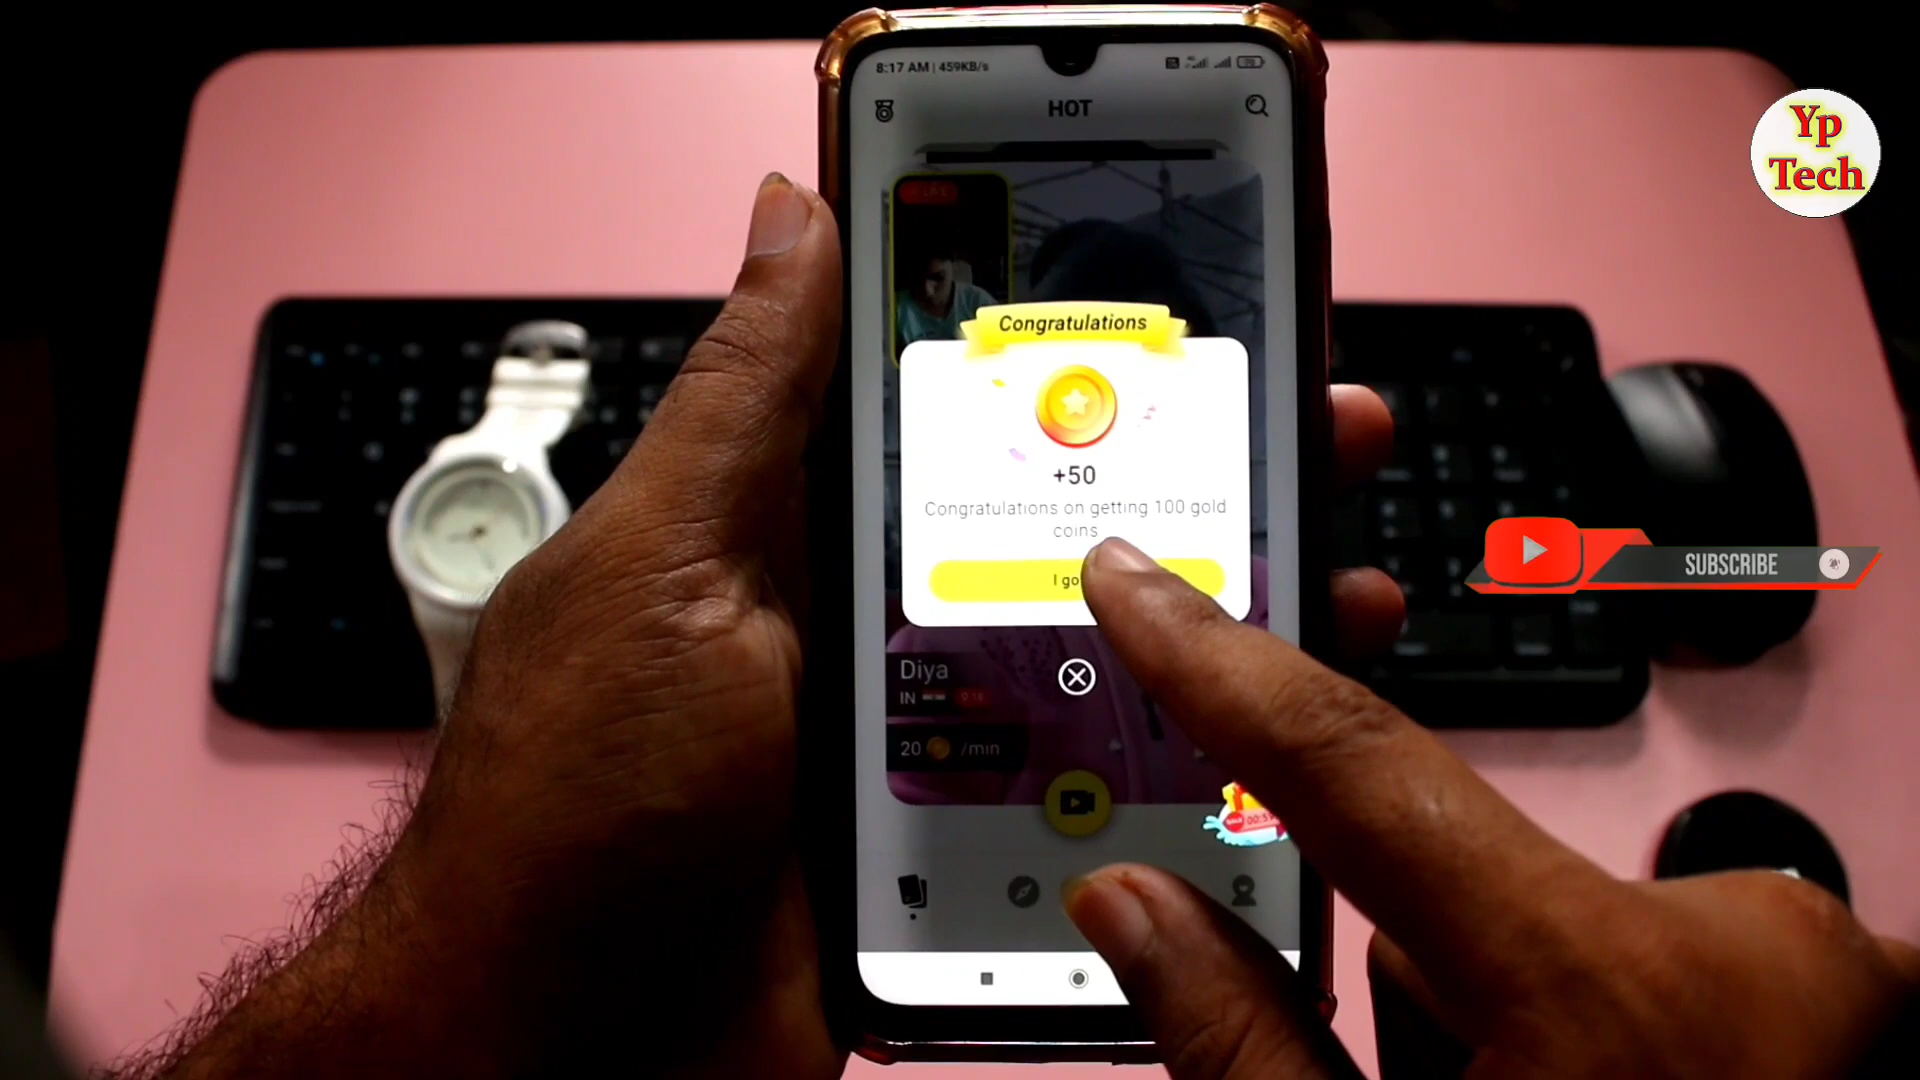 8:17 AM | 459KB/s
HOT
Yp
Tech
Congratulations
+50
Congratulations on getting 100 gold
coins
I go
SUBSCRIBE
Diya
IN
20 /min